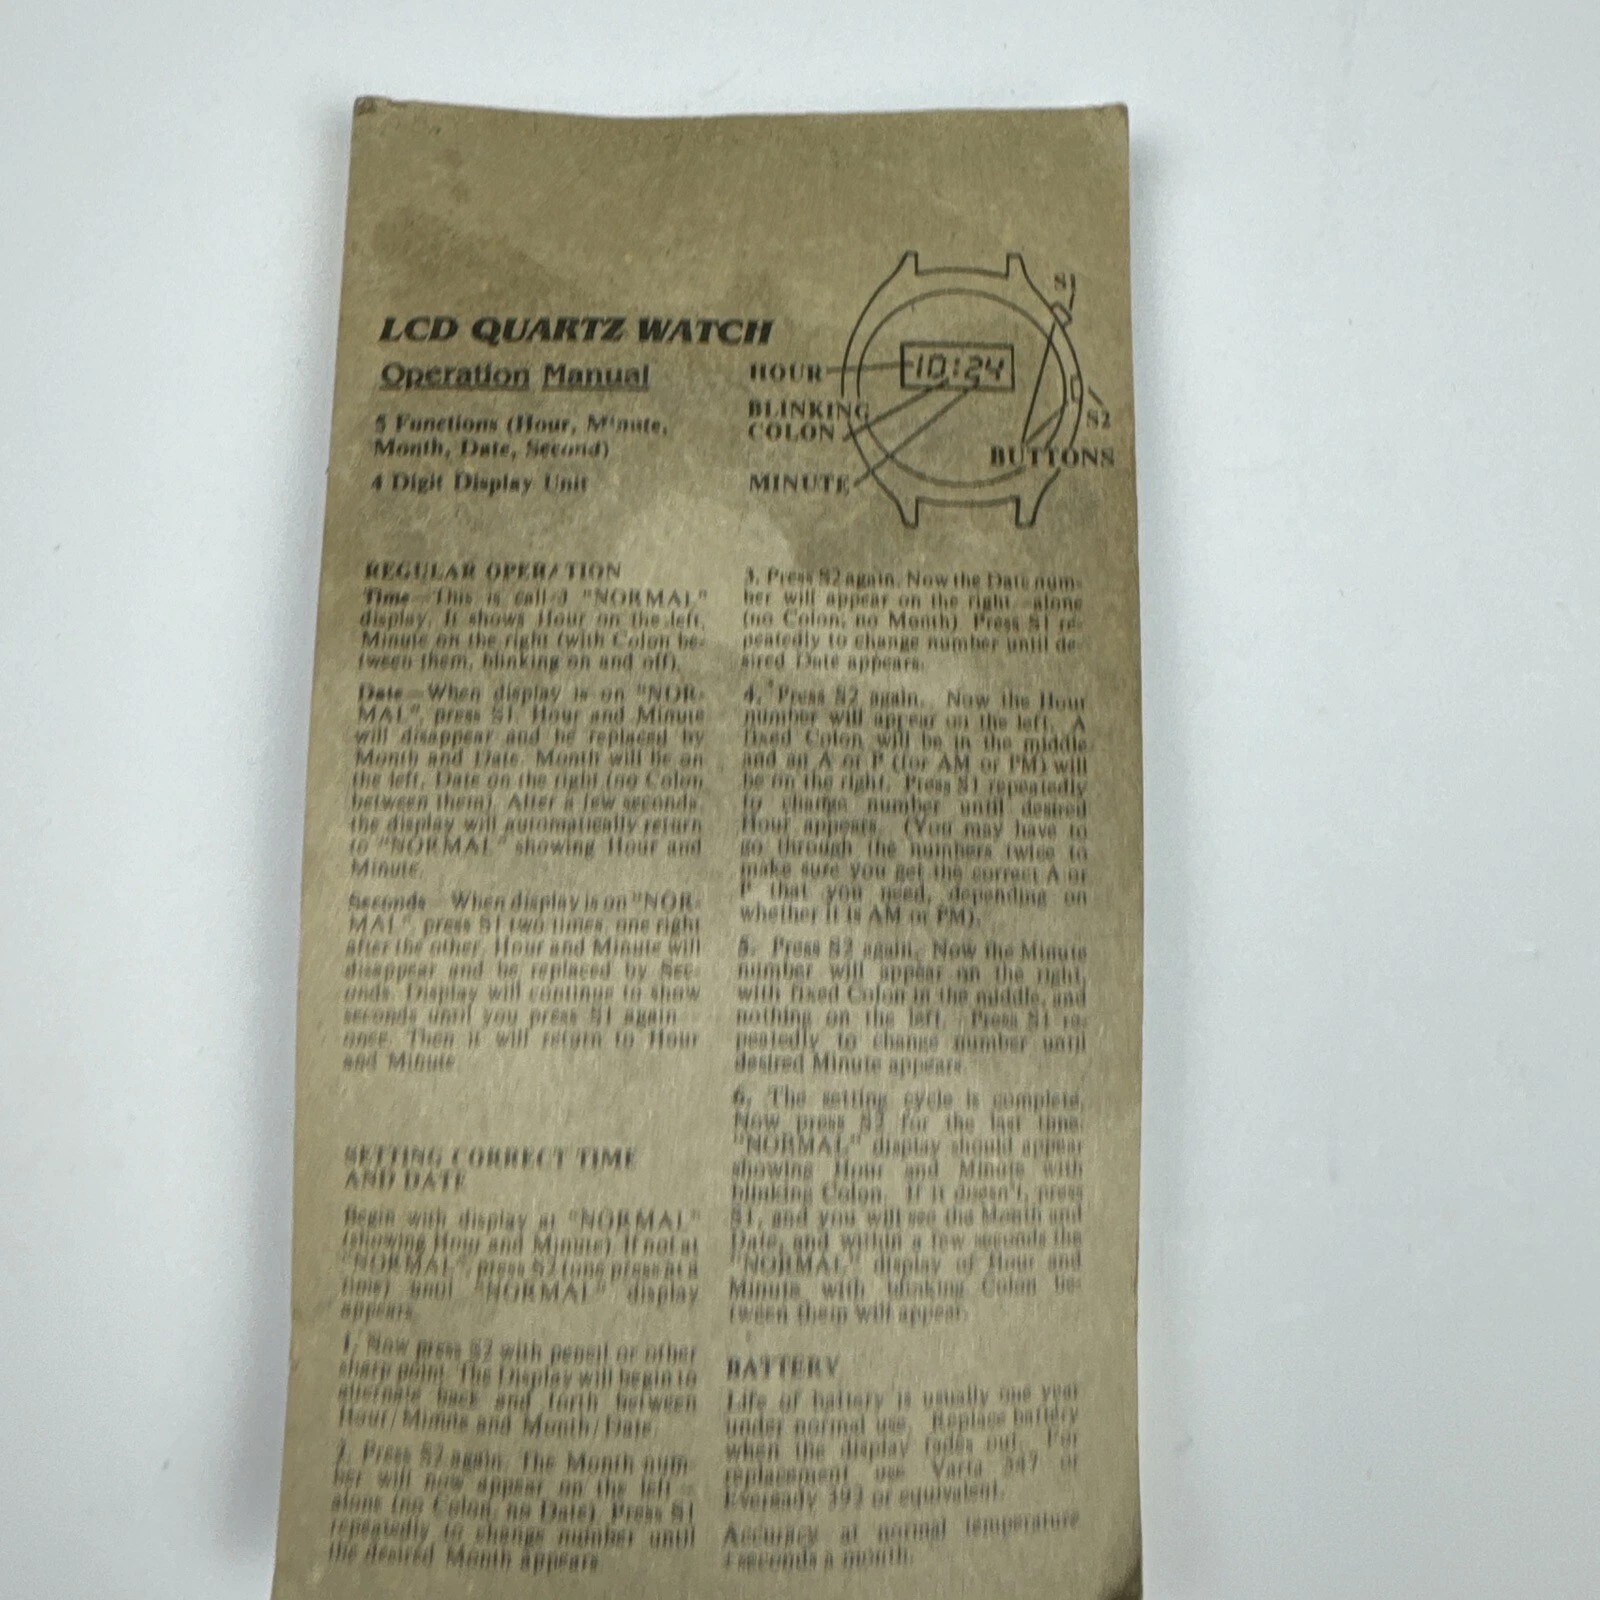 LCD QUARTZ WATCH
Operation Manual
5 Functions (Hour, Minute,
Month, Date, Second)
4 Digit Display Unit
S1
10:24
HOUR
BLINKING
COLON
S2
BUTTONS
MINUTE
REGULAR OPERATION
Time—This is called "NORMAL"
display. It shows Hour on the left,
Minute on the right (with Colon be-
tween them, blinking on and off).
Date—When display is on "NOR-
MAL", press S1. Hour and Minute
will disappear and be replaced by
Month and Date. Month will be on
the left, Date on the right (no Colon
between them). After a few seconds,
the display will automatically return
to "NORMAL" showing Hour and
Minute.
Seconds—When display is on "NOR-
MAL", press S1 two times, one right
after the other. Hour and Minute will
disappear and be replaced by Sec-
onds. Display will continue to show
seconds until you press S1 again
once. Then it will return to Hour
and Minute.
SETTING CORRECT TIME
AND DATE
Begin with display at "NORMAL"
(showing Hour and Minute). If not at
"NORMAL", press S2 (one press at a
time) until "NORMAL" display
appears.
1. Now press S2 with pencil or other
sharp point. The Display will begin to
alternate back and forth between
Hour/Minute and Month/Date.
2. Press S2 again. The Month num-
ber will now appear on the left—
alone (no Colon, no Date). Press S1
repeatedly to change number until
the desired Month appears.
3. Press S2 again. Now the Date num-
ber will appear on the right—alone
(no Colon, no Month). Press S1 re-
peatedly to change number until de-
sired Date appears.
4. Press S2 again. Now the Hour
number will appear on the left. A
fixed Colon will be in the middle
and an A or P (for AM or PM) will
be on the right. Press S1 repeatedly
to change number until desired
Hour appears. (You may have to
go through the numbers twice to
make sure you get the correct A or
P that you need, depending on
whether it is AM or PM).
5. Press S2 again. Now the Minute
number will appear on the right,
with fixed Colon in the middle, and
nothing on the left. Press S1 re-
peatedly to change number until
desired Minute appears.
6. The setting cycle is complete.
Now press S2 for the last time.
"NORMAL" display should appear
showing Hour and Minute with
blinking Colon. If it doesn't, press
S1, and you will see the Month and
Date, and within a few seconds the
"NORMAL" display of Hour and
Minute with blinking Colon be-
tween them will appear.
BATTERY
Life of battery is usually one year
under normal use. Replace battery
when the display fades out. For
replacement use Varta 547 or
Eveready 392 or equivalent.
Accuracy at normal temperature
seconds a month.